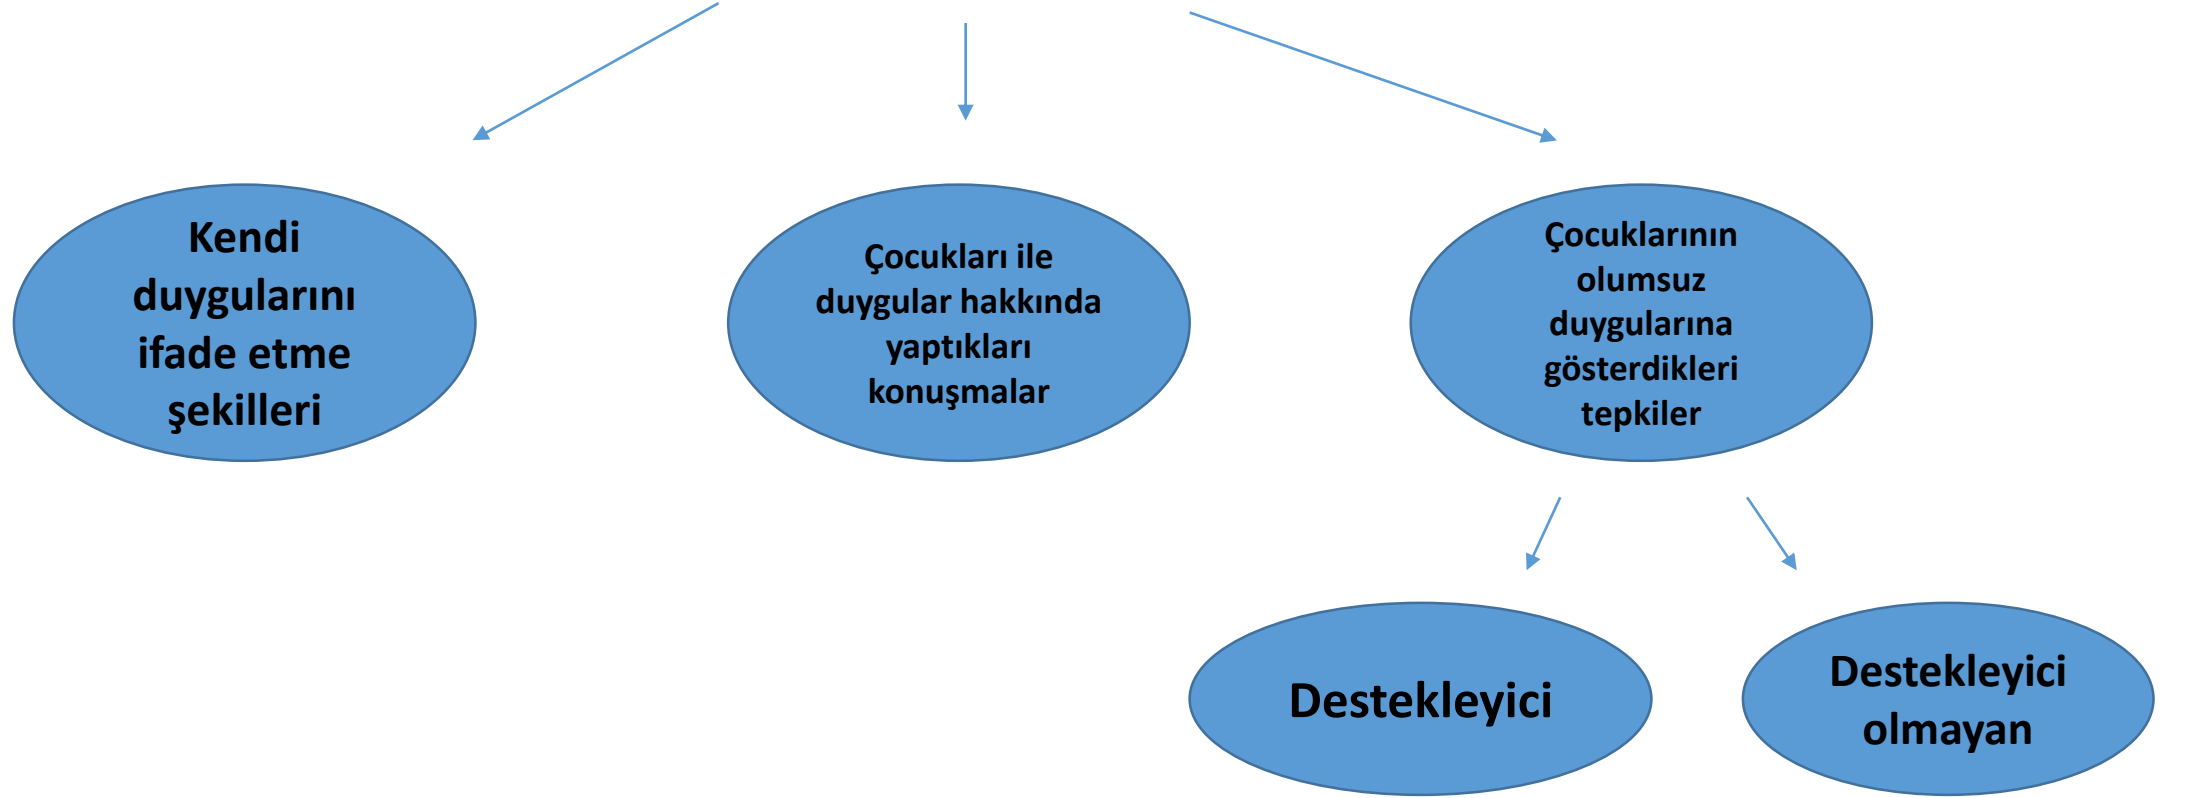 Kendi
duygularını
ifade etme
şekilleri
Çocukları ile
duygular hakkında
yaptıkları
konuşmalar
Çocuklarının
olumsuz
duygularına
gösterdikleri
tepkiler
Destekleyici
Destekleyici
olmayan